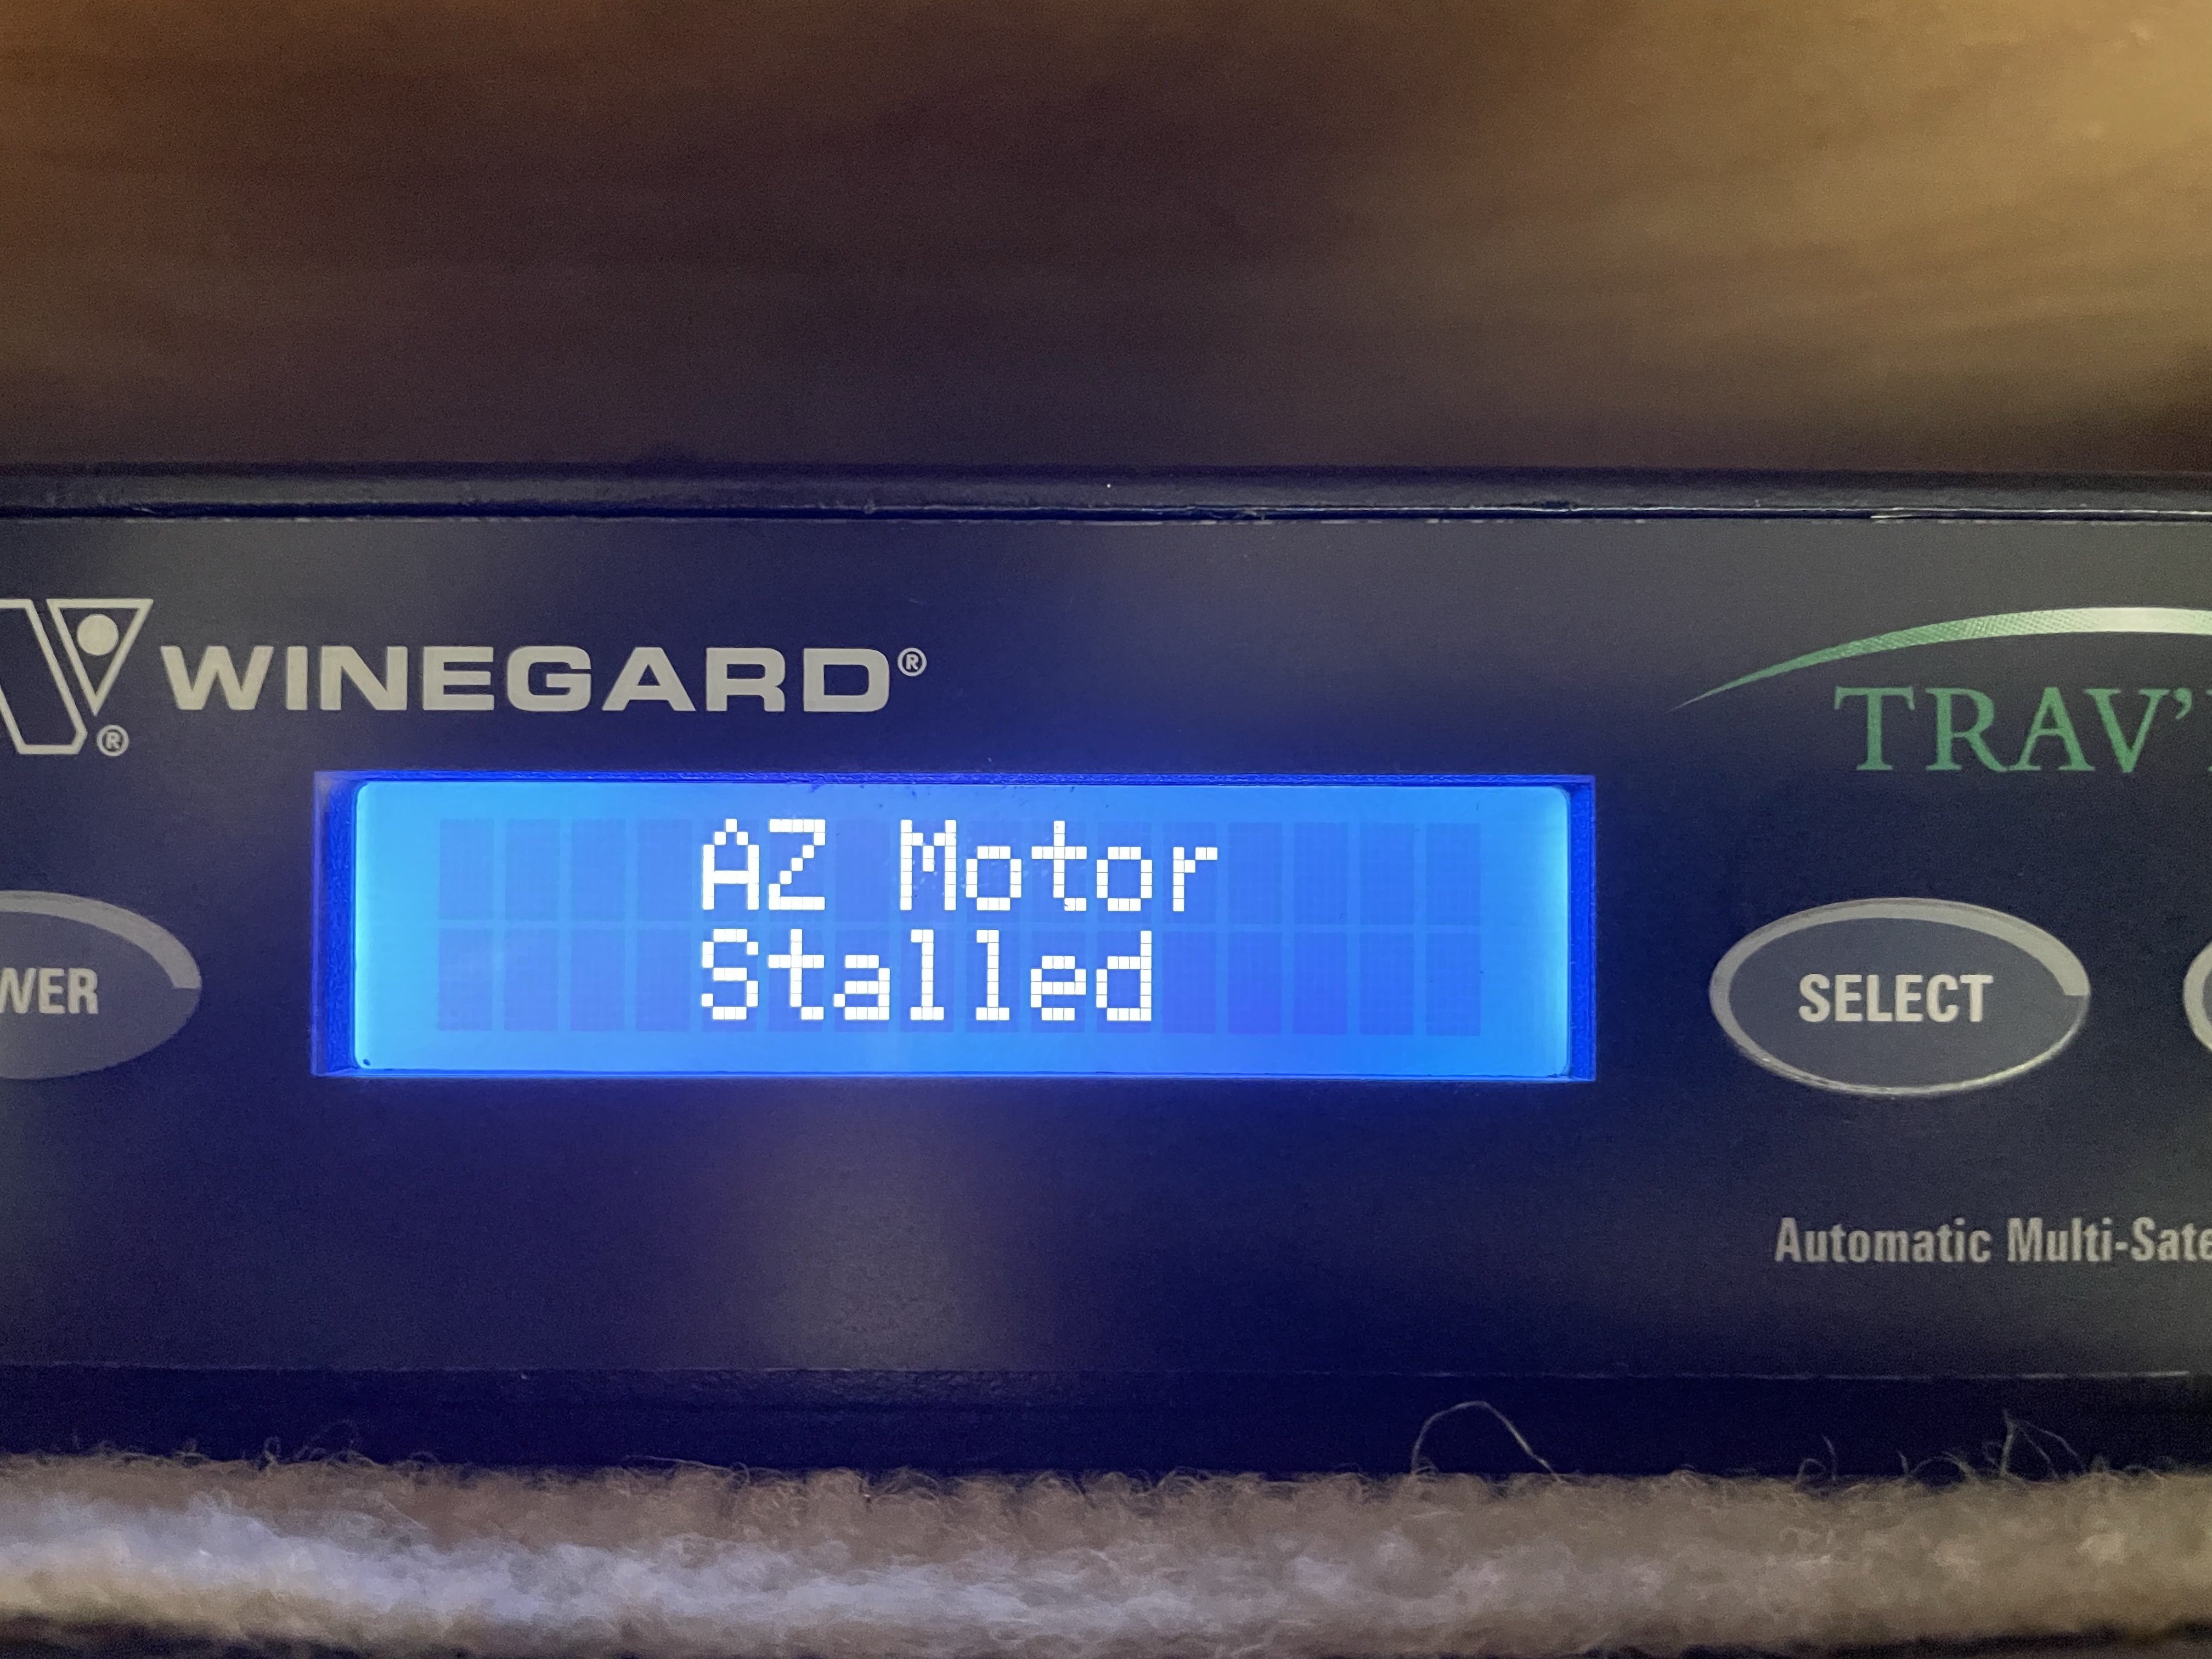 WINEGARD®
®
TRAV'
AZ Motor
Stalled
WER
SELECT
Automatic Multi-Sate